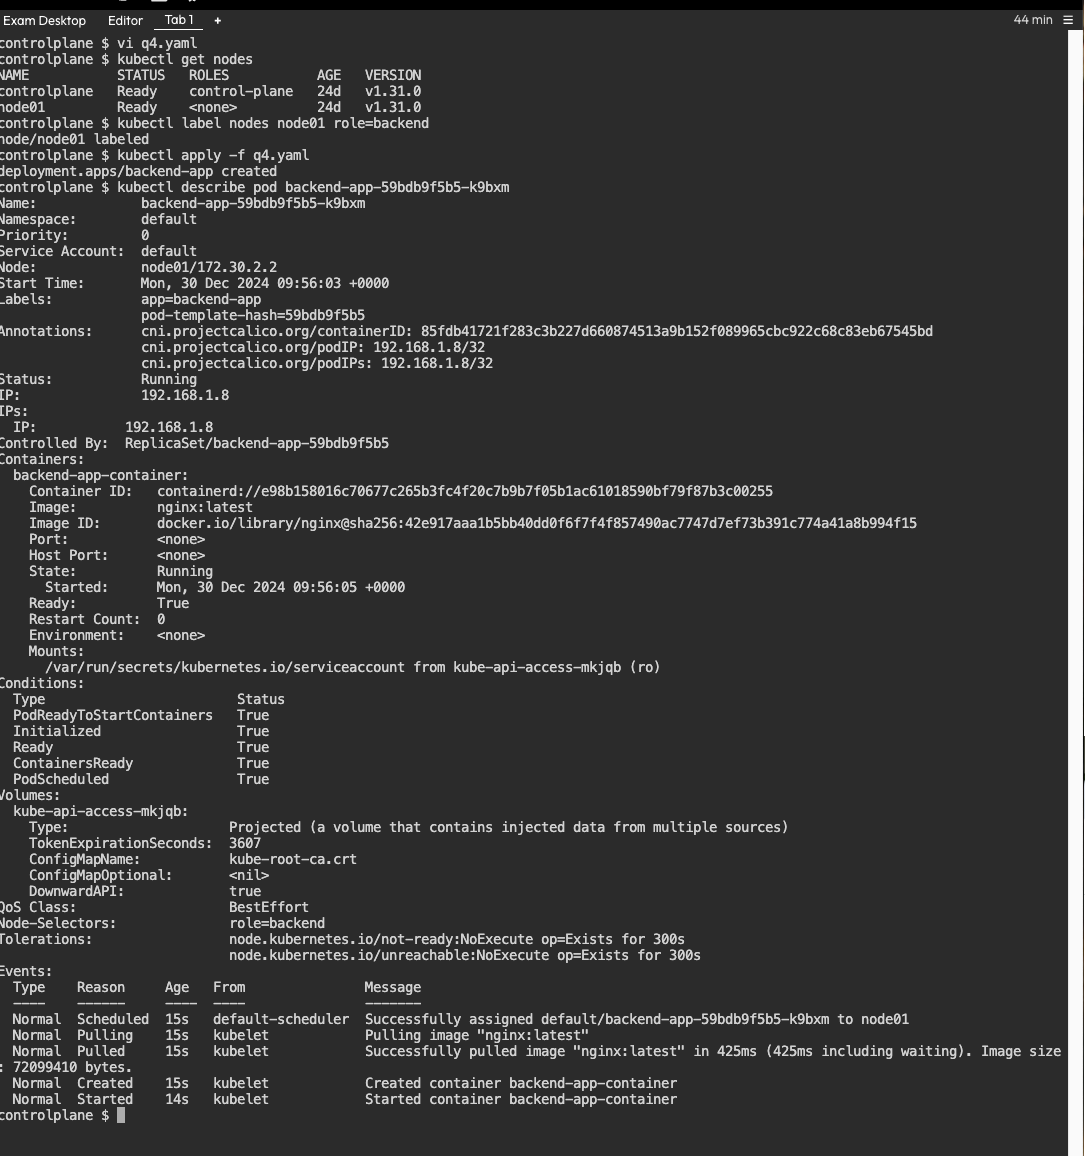 Exam Desktop Editor Tab 1 + 44 min ☰
controlplane $ vi q4.yaml
controlplane $ kubectl get nodes
NAME STATUS ROLES AGE VERSION
controlplane Ready control-plane 24d v1.31.0
node01 Ready <none> 24d v1.31.0
controlplane $ kubectl label nodes node01 role=backend
node/node01 labeled
controlplane $ kubectl apply -f q4.yaml
deployment.apps/backend-app created
controlplane $ kubectl describe pod backend-app-59bdb9f5b5-k9bxm
Name: backend-app-59bdb9f5b5-k9bxm
Namespace: default
Priority: 0
Service Account: default
Node: node01/172.30.2.2
Start Time: Mon, 30 Dec 2024 09:56:03 +0000
Labels: app=backend-app
pod-template-hash=59bdb9f5b5
Annotations: cni.projectcalico.org/containerID: 85fdb41721f283c3b227d660874513a9b152f089965cbc922c68c83eb67545bd
cni.projectcalico.org/podIP: 192.168.1.8/32
cni.projectcalico.org/podIPs: 192.168.1.8/32
Status: Running
IP: 192.168.1.8
IPs:
IP: 192.168.1.8
Controlled By: ReplicaSet/backend-app-59bdb9f5b5
Containers:
backend-app-container:
Container ID: containerd://e98b158016c70677c265b3fc4f20c7b9b7f05b1ac61018590bf79f87b3c00255
Image: nginx:latest
Image ID: docker.io/library/nginx@sha256:42e917aaa1b5bb40dd0f6f7f4f857490ac7747d7ef73b391c774a41a8b994f15
Port: <none>
Host Port: <none>
State: Running
Started: Mon, 30 Dec 2024 09:56:05 +0000
Ready: True
Restart Count: 0
Environment: <none>
Mounts:
/var/run/secrets/kubernetes.io/serviceaccount from kube-api-access-mkjqb (ro)
Conditions:
Type Status
PodReadyToStartContainers True
Initialized True
Ready True
ContainersReady True
PodScheduled True
Volumes:
kube-api-access-mkjqb:
Type: Projected (a volume that contains injected data from multiple sources)
TokenExpirationSeconds: 3607
ConfigMapName: kube-root-ca.crt
ConfigMapOptional: <nil>
DownwardAPI: true
QoS Class: BestEffort
Node-Selectors: role=backend
Tolerations: node.kubernetes.io/not-ready:NoExecute op=Exists for 300s
node.kubernetes.io/unreachable:NoExecute op=Exists for 300s
Events:
Type Reason Age From Message
---- ------ ---- ---- -------
Normal Scheduled 15s default-scheduler Successfully assigned default/backend-app-59bdb9f5b5-k9bxm to node01
Normal Pulling 15s kubelet Pulling image "nginx:latest"
Normal Pulled 15s kubelet Successfully pulled image "nginx:latest" in 425ms (425ms including waiting). Image size
: 72099410 bytes.
Normal Created 15s kubelet Created container backend-app-container
Normal Started 14s kubelet Started container backend-app-container
controlplane $